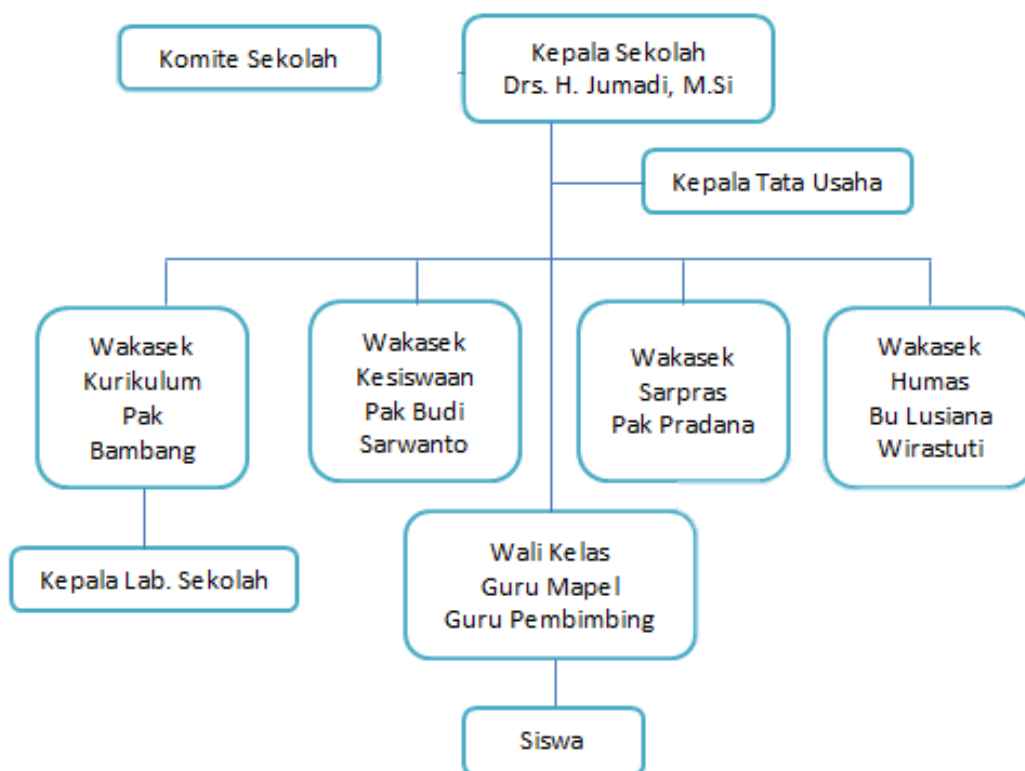 Komite Sekolah
Kepala Sekolah
Drs. H. Jumadi, M.Si
Kepala Tata Usaha
Wakasek
Kurikulum
Pak
Bambang
Wakasek
Kesiswaan
Pak Budi
Sarwanto
Wakasek
Sarpras
Pak Pradana
Wakasek
Humas
Bu Lusiana
Wirastuti
Kepala Lab. Sekolah
Wali Kelas
Guru Mapel
Guru Pembimbing
Siswa